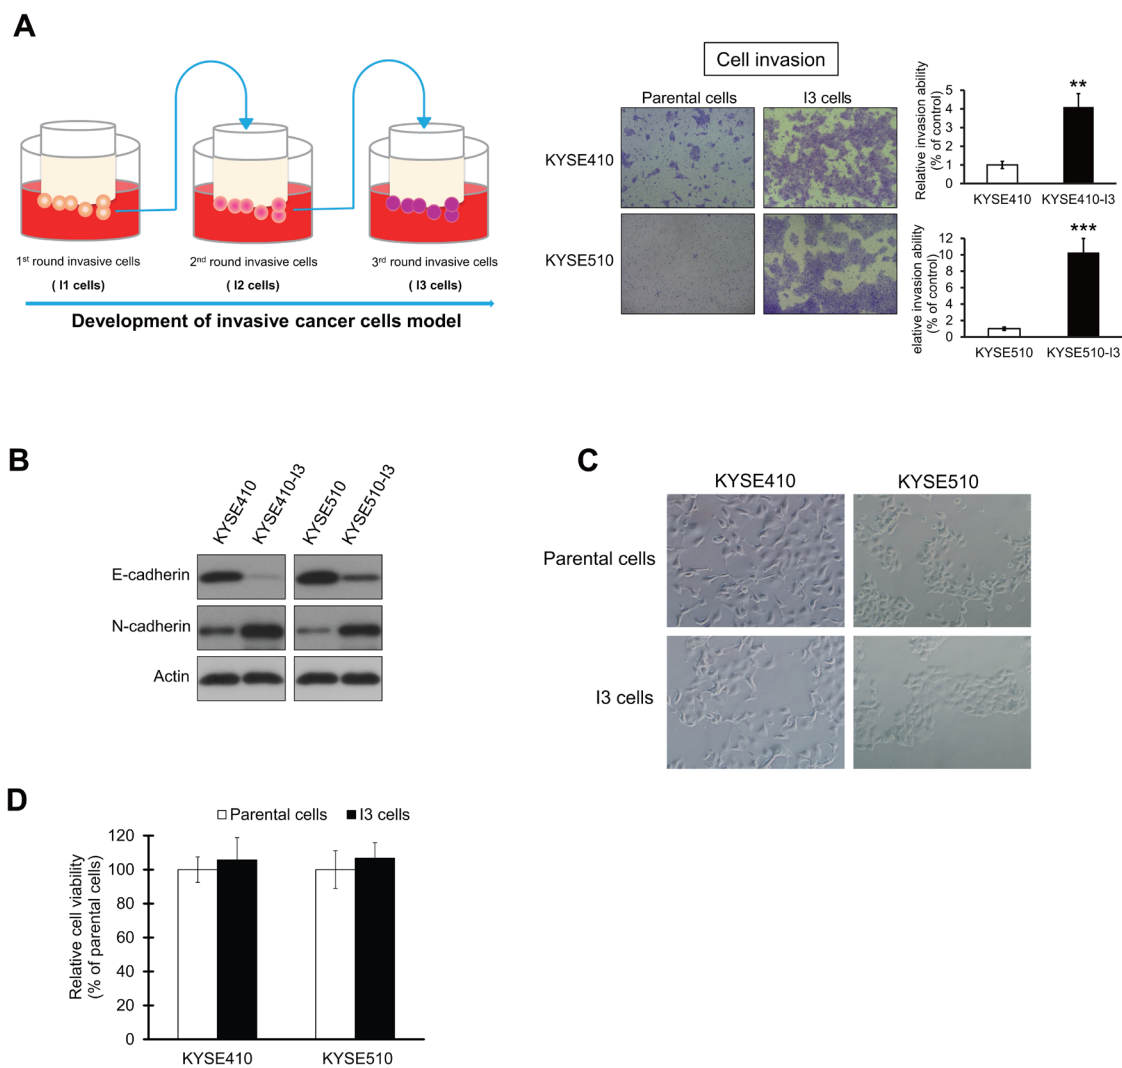 A
1st round invasive cells
( I1 cells)
2nd round invasive cells
( I2 cells)
3rd round invasive cells
( I3 cells)
Development of invasive cancer cells model
Cell invasion
Parental cells
I3 cells
KYSE410
KYSE510
Relative invasion ability
(% of control)
5
4
3
2
1
0
**
KYSE410
KYSE410-I3
elative invasion ability
(% of control)
12
10
8
6
4
2
0
***
KYSE510
KYSE510-I3
B
KYSE410
KYSE410-I3
KYSE510
KYSE510-I3
E-cadherin
N-cadherin
Actin
C
KYSE410
KYSE510
Parental cells
I3 cells
D
Parental cells
I3 cells
Relative cell viability
(% of parental cells)
120
100
80
60
40
20
0
KYSE410
KYSE510